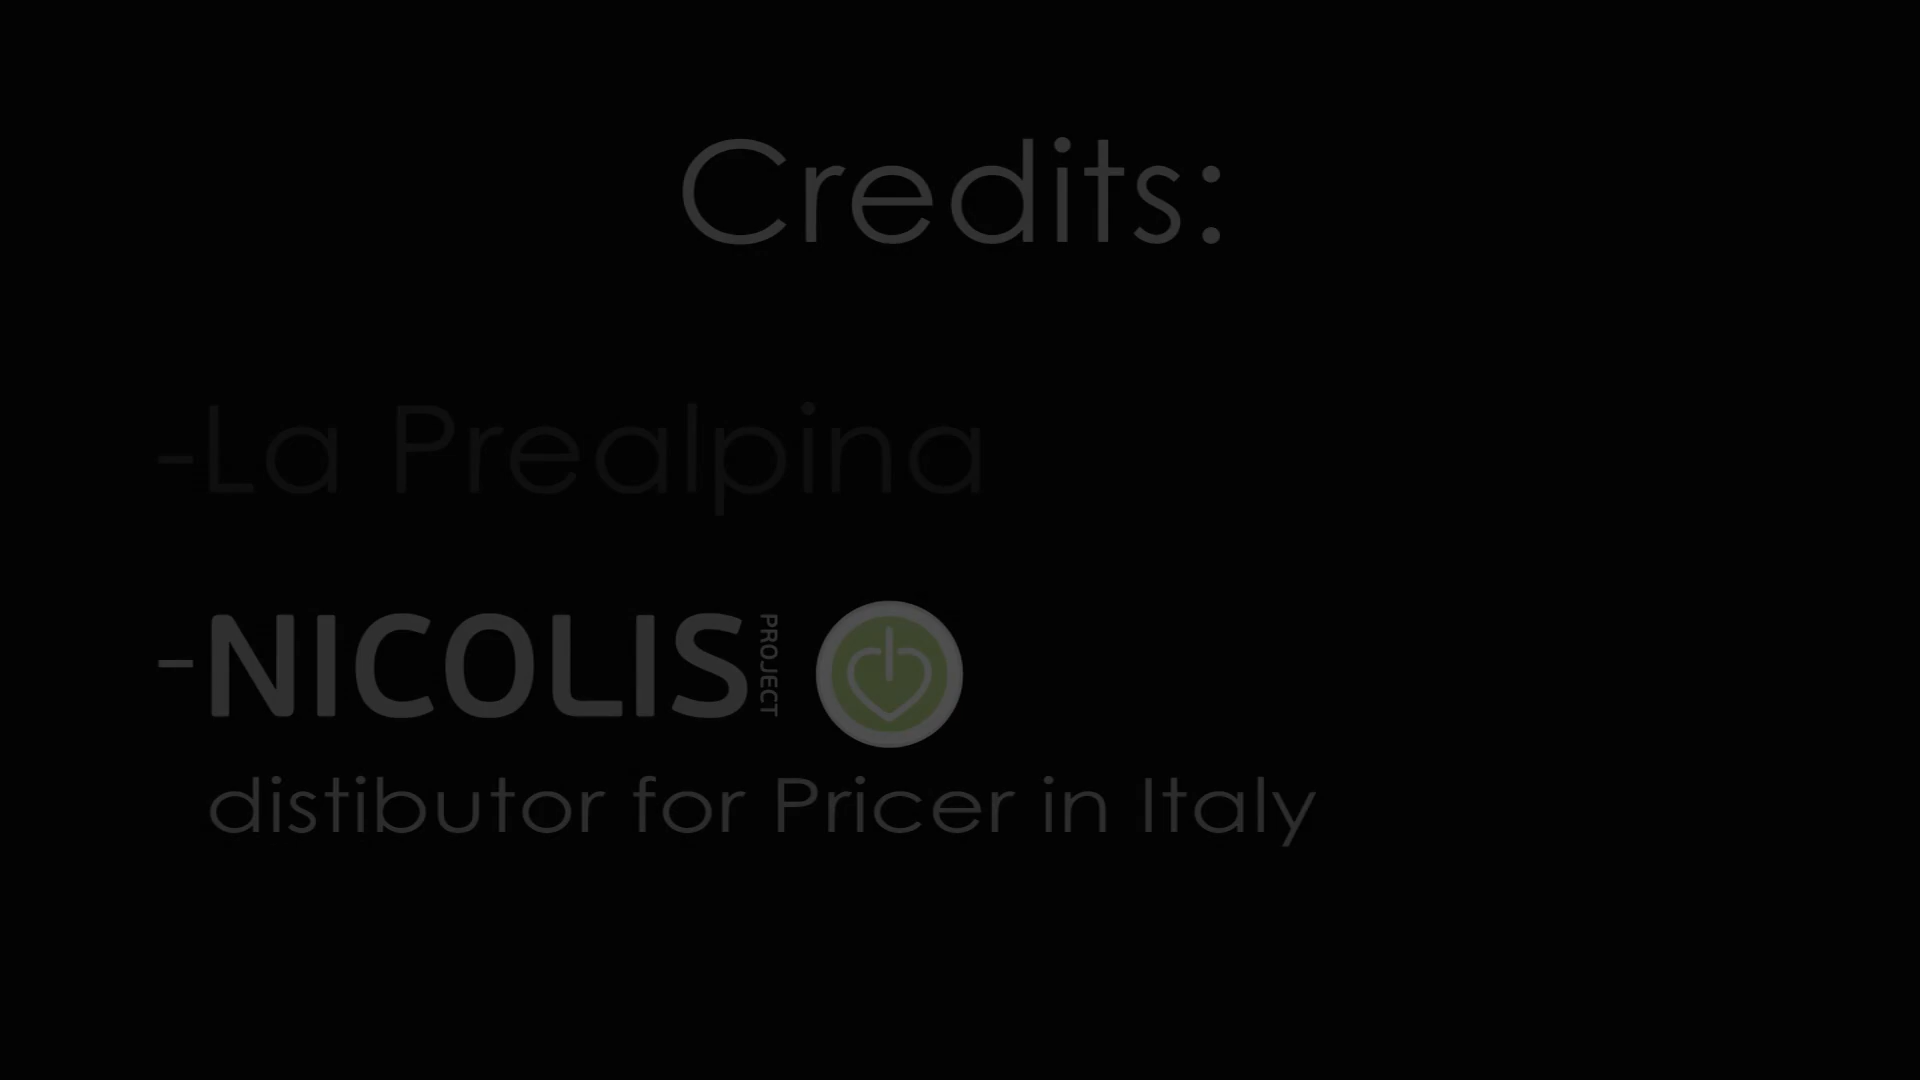 Credits:
-La Prealpina
-NICOLIS PROJECT
distibutor for Pricer in Italy